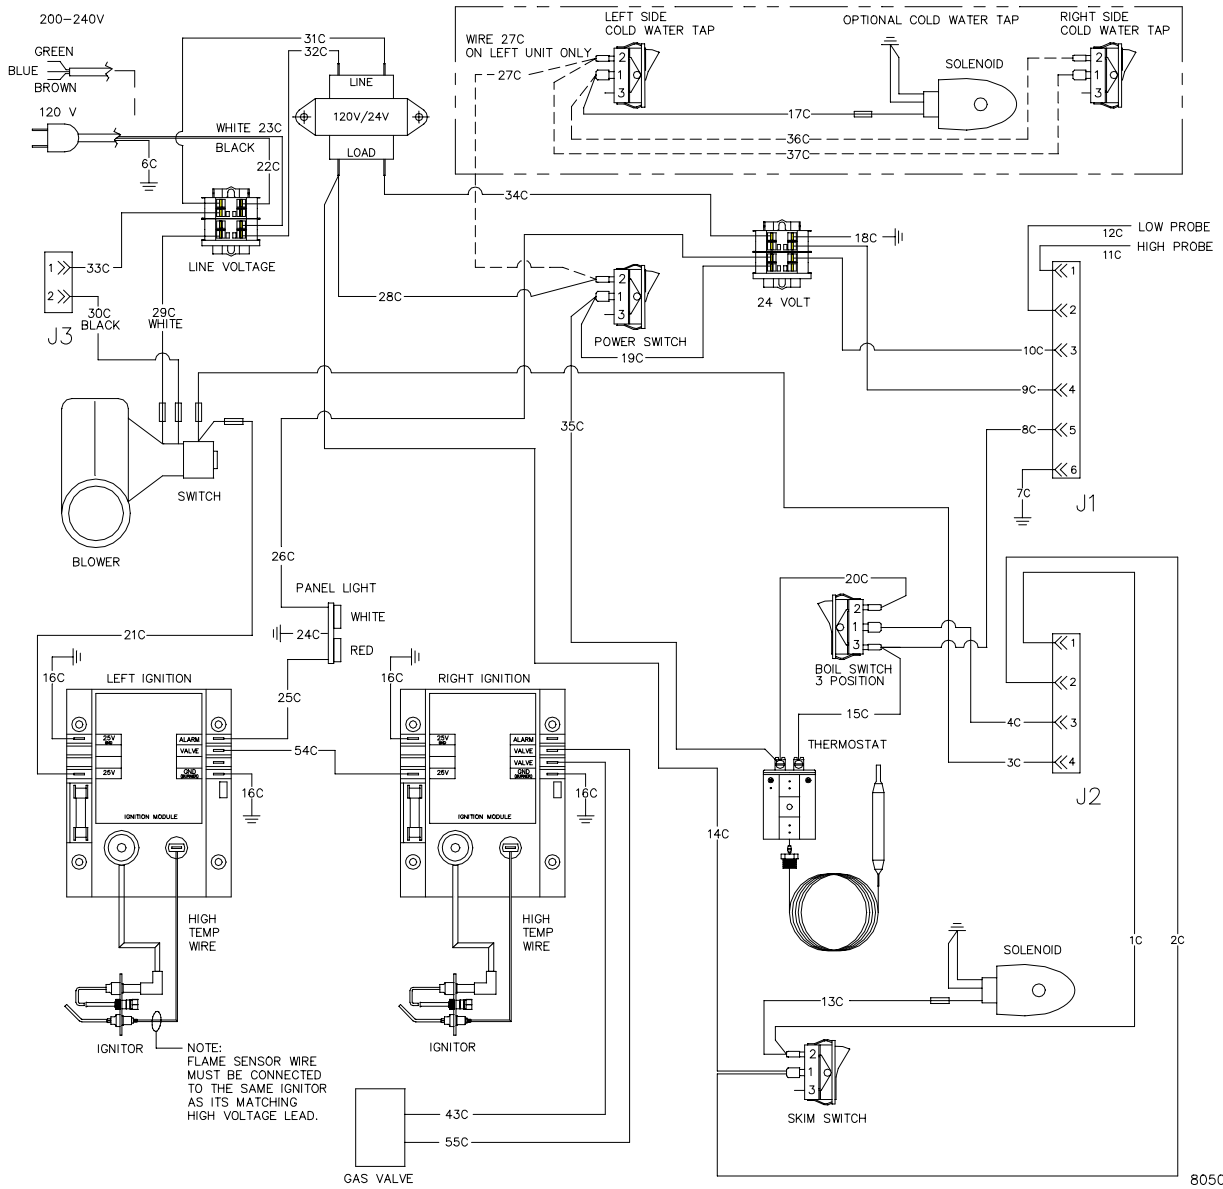 200-240V
GREEN
BLUE
BROWN
120 V
6C
WHITE 23C
BLACK
22C
31C
32C
LINE
120V/24V
LOAD
WIRE 27C
ON LEFT UNIT ONLY
27C
LEFT SIDE
COLD WATER TAP
2
1
3
OPTIONAL COLD WATER TAP
SOLENOID
RIGHT SIDE
COLD WATER TAP
2
1
3
17C
36C
37C
34C
LINE VOLTAGE
1
33C
2
30C
BLACK
29C
WHITE
J3
28C
2
1
3
POWER SWITCH
19C
18C
24 VOLT
12C
LOW PROBE
HIGH PROBE
11C
1
2
10C
3
9C
4
8C
5
7C
6
J1
35C
SWITCH
BLOWER
26C
PANEL LIGHT
WHITE
24C
RED
21C
25C
20C
2
1
3
BOIL SWITCH
3 POSITION
15C
THERMOSTAT
1
2
4C
3
3C
4
J2
16C
LEFT IGNITION
25V
GND
ALARM
VALVE
25V
GND
(BURNER)
IGNITION MODULE
16C
54C
16C
RIGHT IGNITION
25V
GND
ALARM
VALVE
VALVE
25V
GND
(BURNER)
IGNITION MODULE
16C
14C
HIGH
TEMP
WIRE
IGNITOR
HIGH
TEMP
WIRE
IGNITOR
NOTE:
FLAME SENSOR WIRE
MUST BE CONNECTED
TO THE SAME IGNITOR
AS ITS MATCHING
HIGH VOLTAGE LEAD.
1C
2C
SOLENOID
13C
2
1
3
SKIM SWITCH
43C
55C
GAS VALVE
805C